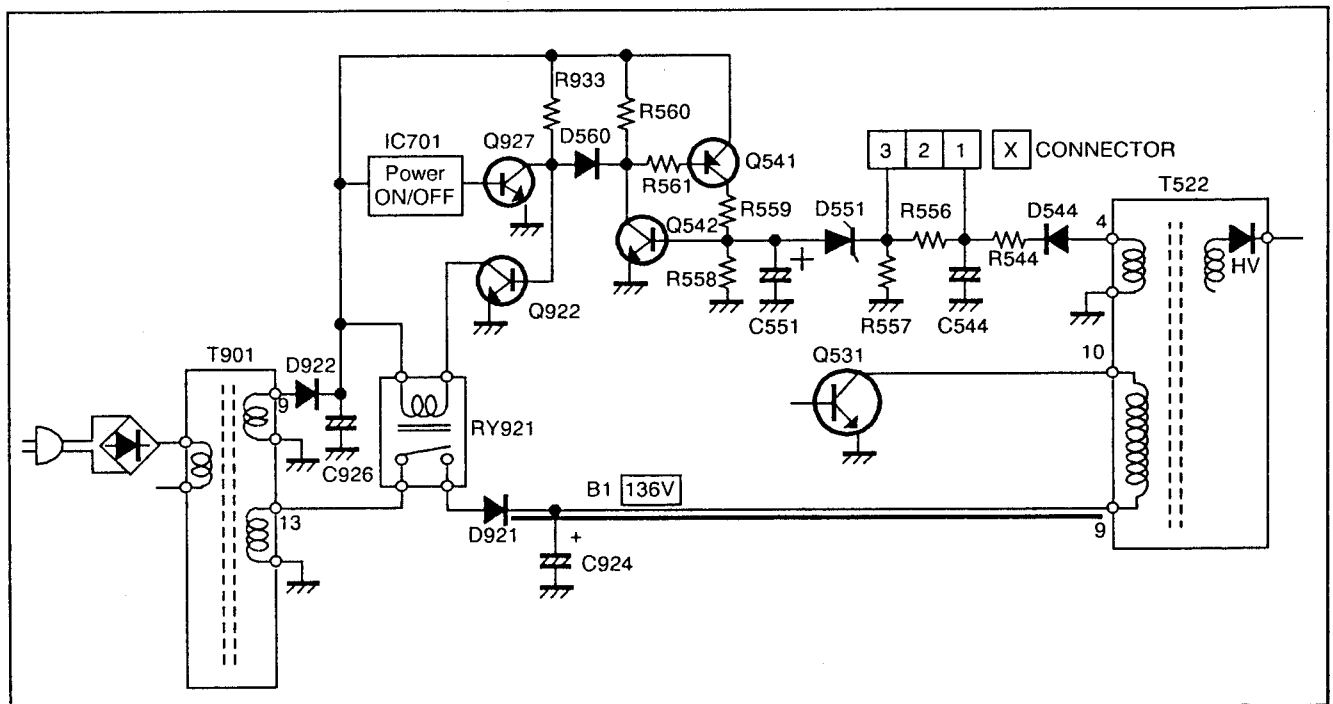 R933
R560
IC701
Q927
D560
Q541
3 2 1 X CONNECTOR
Power
ON/OFF
R561
T522
R559
D551
R556
D544
4
Q542
R544
HV
R558
Q922
C551
R557
C544
Q531
10
T901
D922
9
RY921
C926
B1 136V
13
D921
+
C924
9